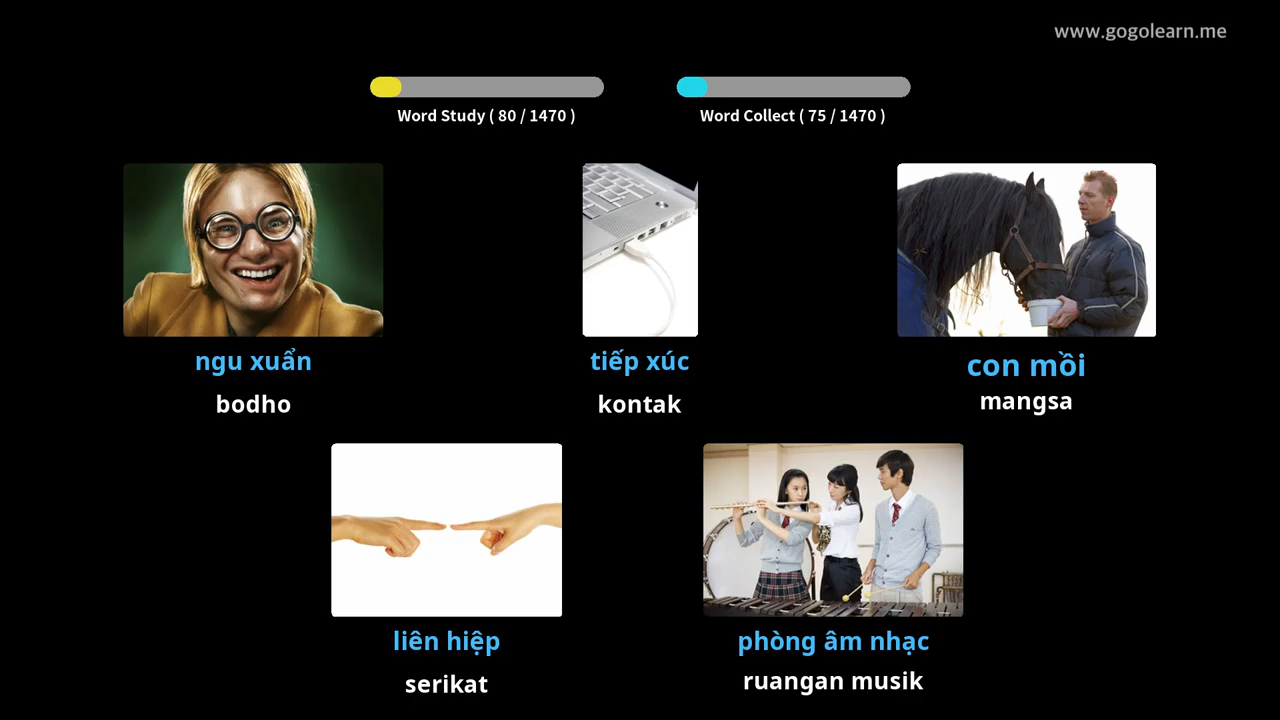 www.gogolearn.me
Word Study ( 80 / 1470 )
Word Collect ( 75 / 1470 )
ngu xuẩn
bodho
tiếp xúc
kontak
con mồi
mangsa
liên hiệp
serikat
phòng âm nhạc
ruangan musik